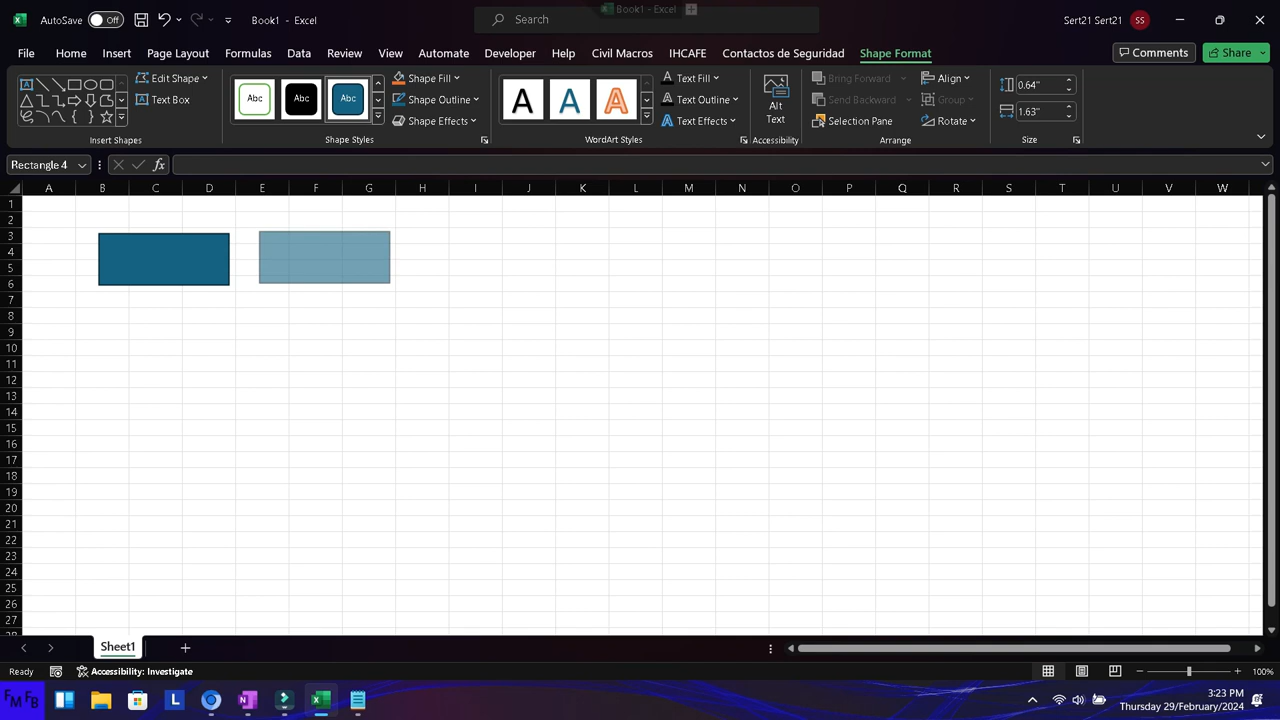 Book1 - Excel
AutoSave Off Book1 - Excel Search Sert21 Sert21 SS
File Home Insert Page Layout Formulas Data Review View Automate Developer Help Civil Macros IHCAFE Contactos de Seguridad Shape Format Comments Share
Edit Shape
Text Box
Insert Shapes
Abc Abc Abc
Shape Fill
Shape Outline
Shape Effects
Shape Styles
A A A
Text Fill
Text Outline
Text Effects
WordArt Styles
Alt
Text
Accessibility
Bring Forward
Send Backward
Selection Pane
Align
Group
Rotate
Arrange
0.64"
1.63"
Size
Rectangle 4 fx
A B C D E F G H I J K L M N O P Q R S T U V W
1
2
3
4
5
6
7
8
9
10
11
12
13
14
15
16
17
18
19
20
21
22
23
24
25
26
27
28
Sheet1
Ready Accessibility: Investigate 100%
FM FB
L
N
3:23 PM
Thursday 29/February/2024